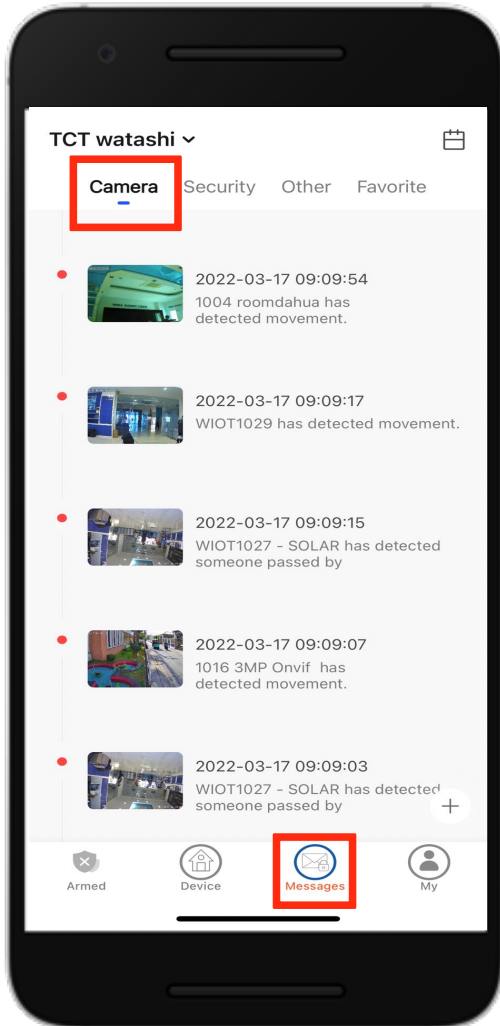 TCT watashi
Camera Security Other Favorite
2022-03-17 09:09:54
1004 roomdahua has
detected movement.
2022-03-17 09:09:17
WIOT1029 has detected movement.
2022-03-17 09:09:15
WIOT1027 - SOLAR has detected
someone passed by
2022-03-17 09:09:07
1016 3MP Onvif has
detected movement.
2022-03-17 09:09:03
WIOT1027 - SOLAR has detected
someone passed by
Armed Device Messages My